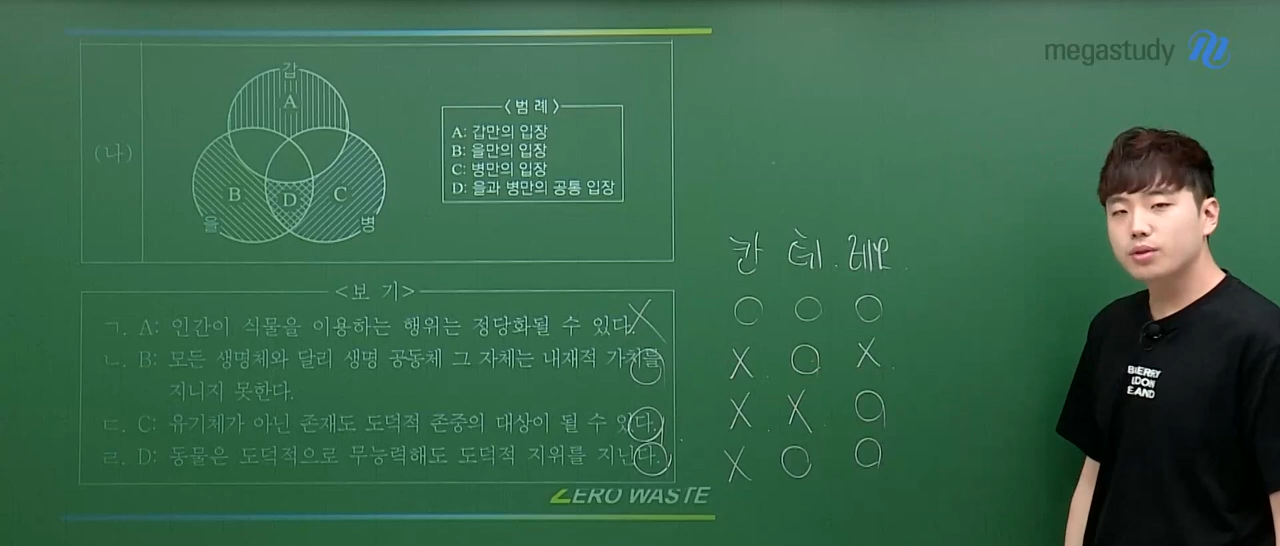 megastudy
(나)
갑
A
B
D
C
을
병
<범 례>
A: 갑만의 입장
B: 을만의 입장
C: 병만의 입장
D: 을과 병만의 공통 입장
<보 기>
ㄱ. A: 인간이 식물을 이용하는 행위는 정당화될 수 있다. X
ㄴ. B: 모든 생명체와 달리 생명 공동체 그 자체는 내재적 가치를
지니지 못한다.
ㄷ. C: 유기체가 아닌 존재도 도덕적 존중의 대상이 될 수 있다.
ㄹ. D: 동물은 도덕적으로 무능력해도 도덕적 지위를 지닌다.
칸 테. 레오.
O O O
X O X
X X O
X O O
ZERO WASTE
BERRY
LDON
E.AND